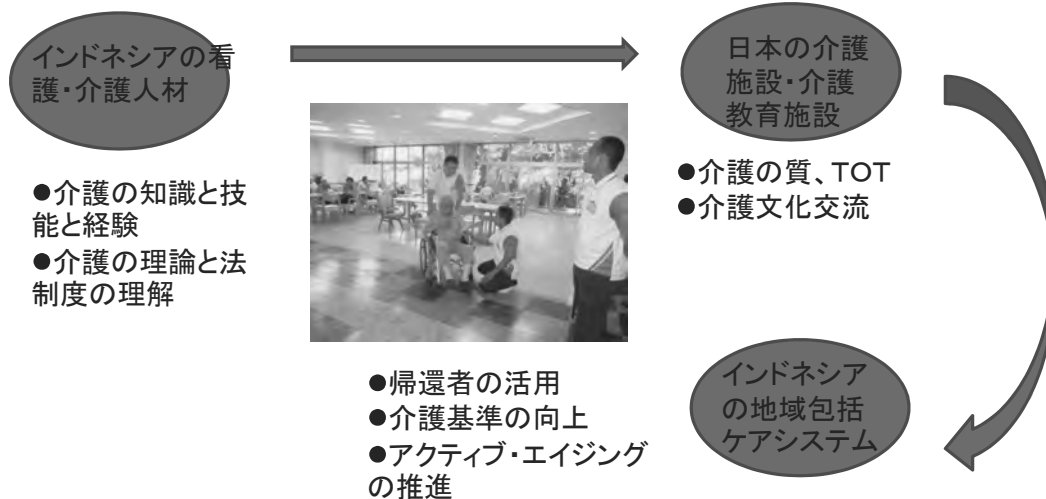 インドネシアの看
護・介護人材
●介護の知識と技
能と経験
●介護の理論と法
制度の理解
日本の介護
施設・介護
教育施設
●介護の質、TOT
●介護文化交流
●帰還者の活用
●介護基準の向上
●アクティブ・エイジング
の推進
インドネシア
の地域包括
ケアシステム